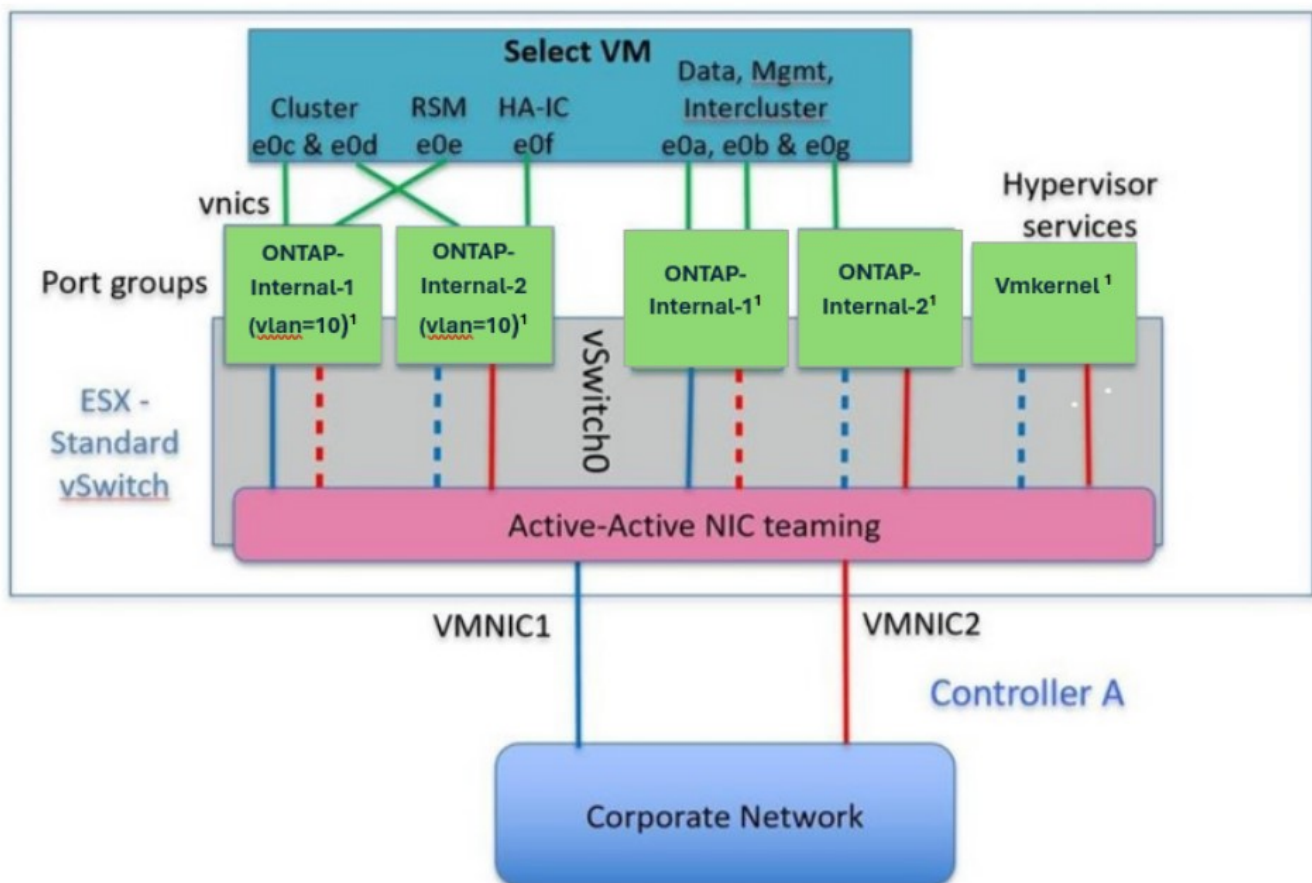 Select VM
Cluster
e0c & e0d
RSM
e0e
HA-IC
e0f
Data, Mgmt,
Intercluster
e0a, e0b & e0g
vnics
Hypervisor
services
Port groups
ONTAP-
Internal-1
(vlan=10)¹
ONTAP-
Internal-2
(vlan=10)¹
ONTAP-
Internal-1¹
ONTAP-
Internal-2¹
Vmkernel ¹
vSwitch0
ESX -
Standard
vSwitch
Active-Active NIC teaming
VMNIC1
VMNIC2
Controller A
Corporate Network